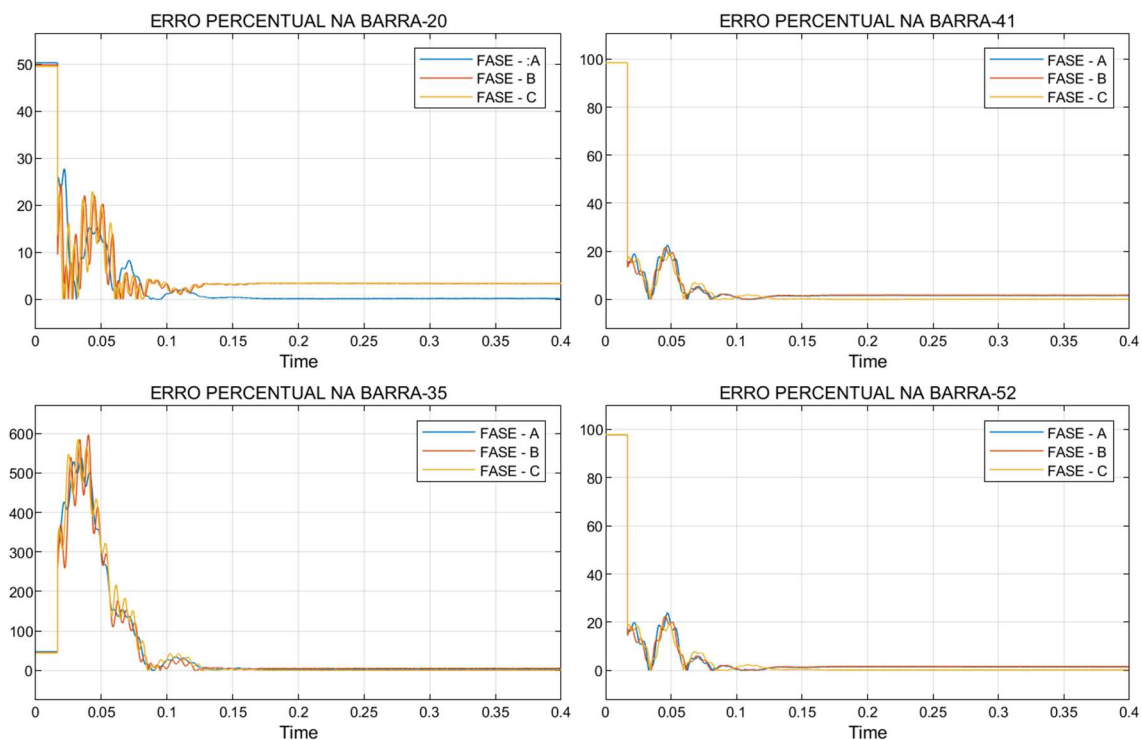 ERRO PERCENTUAL NA BARRA-20
50
40
30
20
10
0
0 0.05 0.1 0.15 0.2 0.25 0.3 0.35 0.4
Time
FASE - :A
FASE - B
FASE - C
ERRO PERCENTUAL NA BARRA-41
100
80
60
40
20
0
0 0.05 0.1 0.15 0.2 0.25 0.3 0.35 0.4
Time
FASE - A
FASE - B
FASE - C
ERRO PERCENTUAL NA BARRA-35
600
500
400
300
200
100
0
0 0.05 0.1 0.15 0.2 0.25 0.3 0.35 0.4
Time
FASE - A
FASE - B
FASE - C
ERRO PERCENTUAL NA BARRA-52
100
80
60
40
20
0
0 0.05 0.1 0.15 0.2 0.25 0.3 0.35 0.4
Time
FASE - A
FASE - B
FASE - C